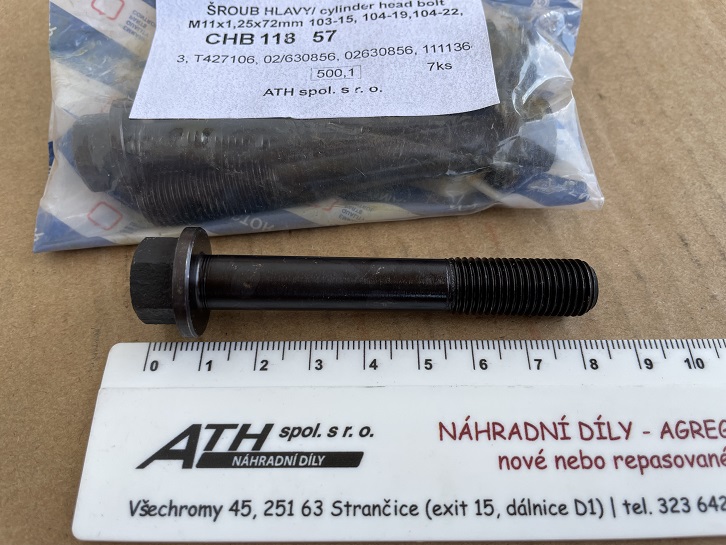 ŠROUB HLAVY/ cylinder head bolt
M11x1,25x72mm 103-15, 104-19,104-22,
CHB 118 57
3, T427106, 02/630856, 02630856, 111136
500,1 7ks
ATH spol. s r. o.
0 1 2 3 4 5 6 7 8 9 10
ATH spol. s r. o.
NÁHRADNÍ DÍLY
NÁHRADNÍ DÍLY - AGREG
nové nebo repasované
Všechromy 45, 251 63 Strančice (exit 15, dálnice D1) | tel. 323 642